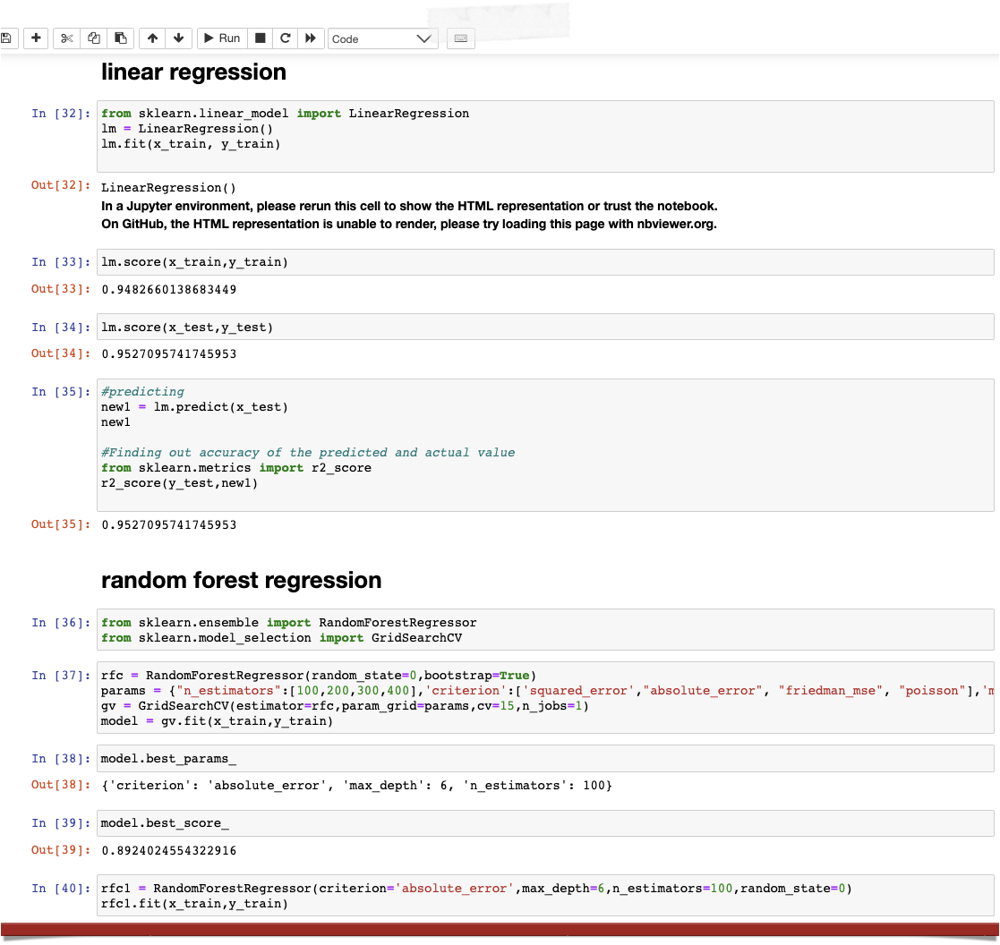 Run
Code
linear regression
In [32]: from sklearn.linear_model import LinearRegression
lm = LinearRegression()
lm.fit(x_train, y_train)
Out[32]: LinearRegression()
In a Jupyter environment, please rerun this cell to show the HTML representation or trust the notebook.
On GitHub, the HTML representation is unable to render, please try loading this page with nbviewer.org.
In [33]: lm.score(x_train,y_train)
Out[33]: 0.9482660138683449
In [34]: lm.score(x_test,y_test)
Out[34]: 0.9527095741745953
In [35]: #predicting
new1 = lm.predict(x_test)
new1
#Finding out accuracy of the predicted and actual value
from sklearn.metrics import r2_score
r2_score(y_test,new1)
Out[35]: 0.9527095741745953
random forest regression
In [36]: from sklearn.ensemble import RandomForestRegressor
from sklearn.model_selection import GridSearchCV
In [37]: rfc = RandomForestRegressor(random_state=0,bootstrap=True)
params = {"n_estimators":[100,200,300,400],'criterion':['squared_error',"absolute_error", "friedman_mse", "poisson"],'m
gv = GridSearchCV(estimator=rfc,param_grid=params,cv=15,n_jobs=1)
model = gv.fit(x_train,y_train)
In [38]: model.best_params_
Out[38]: {'criterion': 'absolute_error', 'max_depth': 6, 'n_estimators': 100}
In [39]: model.best_score_
Out[39]: 0.8924024554322916
In [40]: rfc1 = RandomForestRegressor(criterion='absolute_error',max_depth=6,n_estimators=100,random_state=0)
rfc1.fit(x_train,y_train)